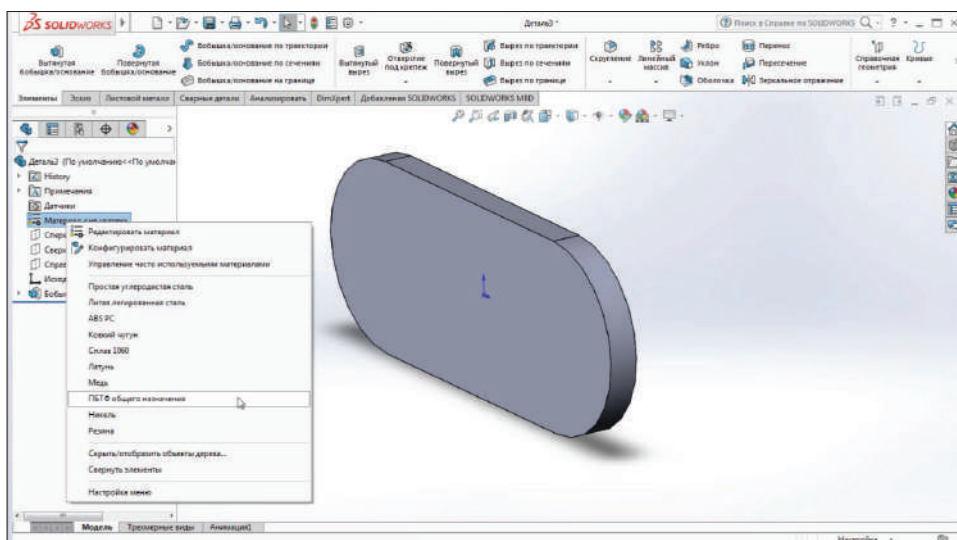 SOLIDWORKS
Деталь3 *
Поиск в Справке по SOLIDWORKS
Вытянутая бобышка/основание
Повернутая бобышка/основание
Бобышка/основание по траектории
Бобышка/основание по сечениям
Бобышка/основание на границе
Вытянутый вырез
Отверстие под крепеж
Повернутый вырез
Вырез по траектории
Вырез по сечениям
Вырез по границе
Скругление
Линейный массив
Ребро
Уклон
Оболочка
Перенос
Пересечение
Зеркальное отражение
Справочная геометрия
Кривые
Элементы Эскиз Листовой металл Сварные детали Анализировать DimXpert Добавления SOLIDWORKS SOLIDWORKS MBD
Деталь3 (По умолчанию<<По умолча
History
Примечания
Датчики
Материал
Редактировать материал
Конфигурировать материал
Управление часто используемыми материалами
Простая углеродистая сталь
Литая легированная сталь
ABS PC
Ковкий чугун
Сплав 1060
Латунь
Медь
ПБТФ общего назначения
Никель
Резина
Скрыть/отобразить объекты дерева...
Свернуть элементы
Настройка меню
Модель Трехмерные виды Анимация1
Настройка